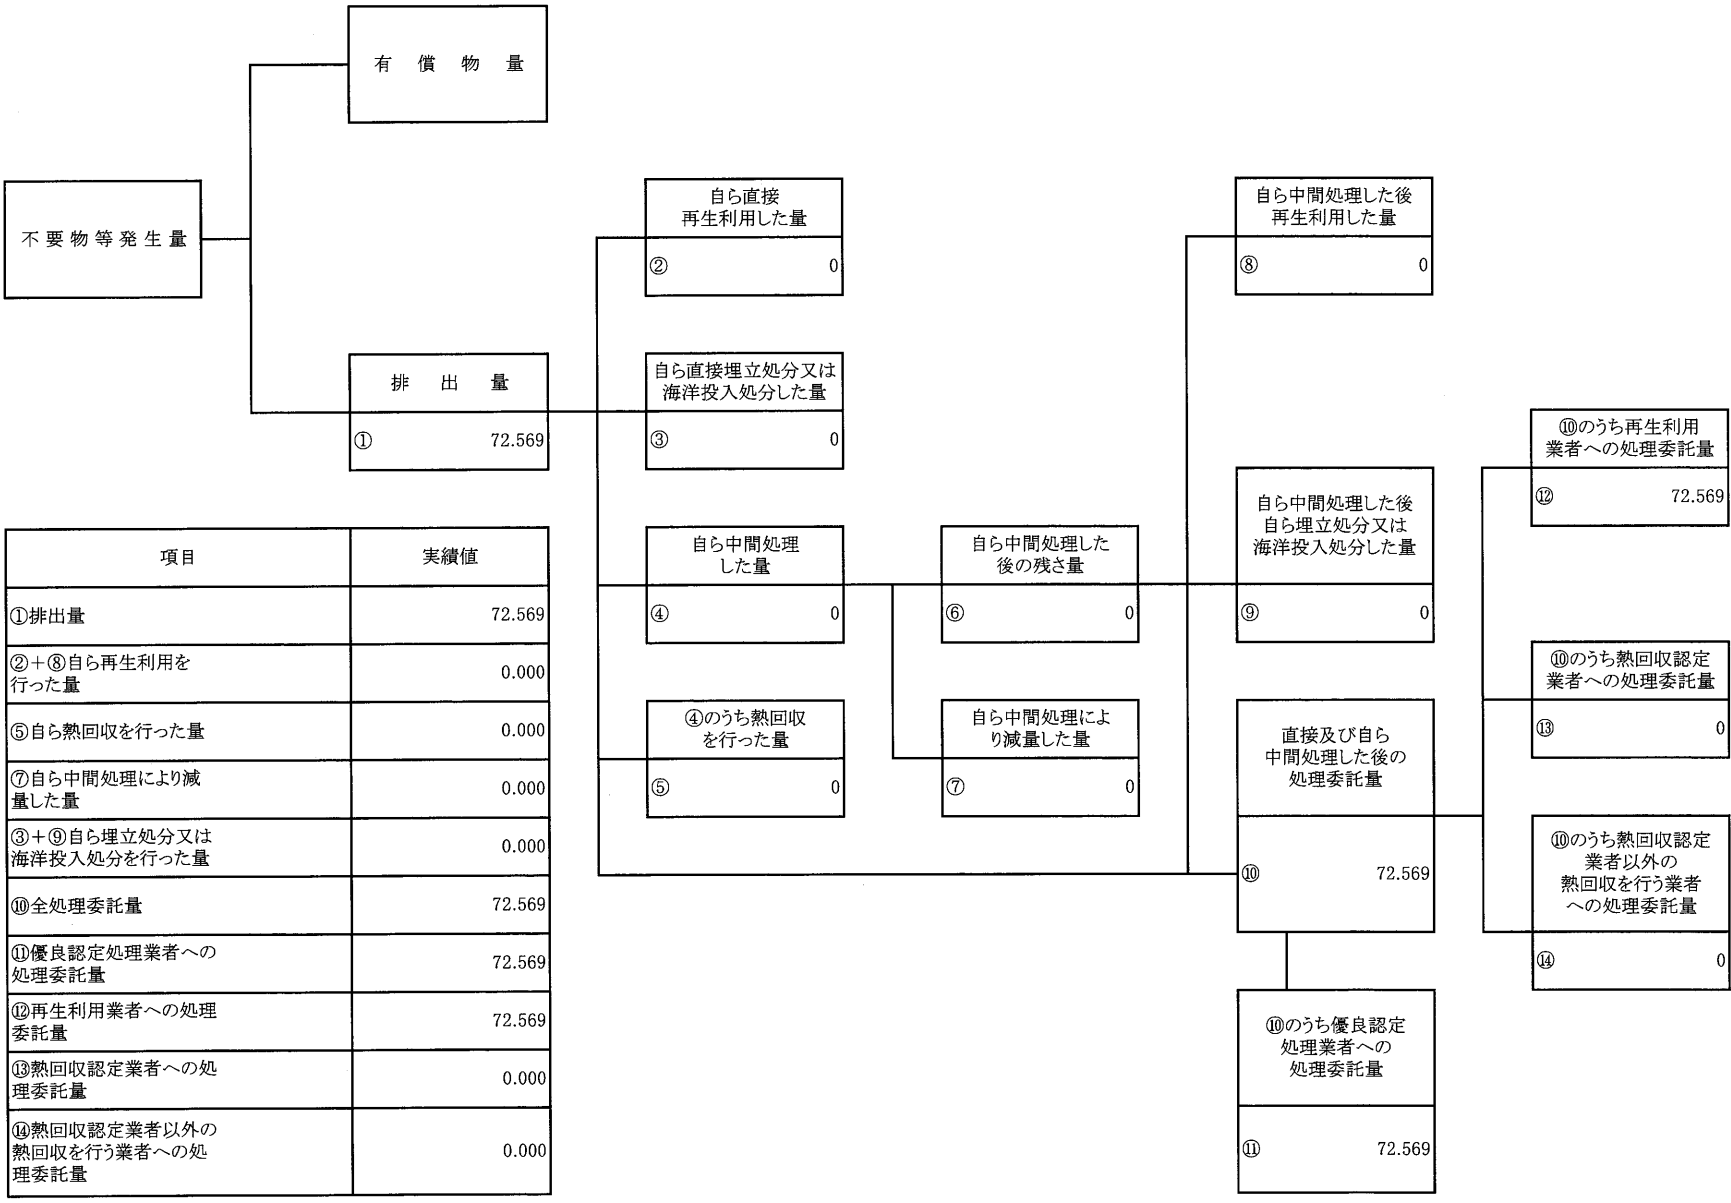 有償物量
不要物等発生量
排出量
① 72.569
自ら直接
再生利用した量
② 0
自ら直接埋立処分又は
海洋投入処分した量
③ 0
自ら中間処理
した量
④ 0
④のうち熱回収
を行った量
⑤ 0
自ら中間処理した
後の残さ量
⑥ 0
自ら中間処理によ
り減量した量
⑦ 0
自ら中間処理した後
再生利用した量
⑧ 0
自ら中間処理した後
自ら埋立処分又は
海洋投入処分した量
⑨ 0
直接及び自ら
中間処理した後の
処理委託量
⑩ 72.569
⑩のうち優良認定
処理業者への
処理委託量
⑪ 72.569
⑩のうち再生利用
業者への処理委託量
⑫ 72.569
⑩のうち熱回収認定
業者への処理委託量
⑬ 0
⑩のうち熱回収認定
業者以外の
熱回収を行う業者
への処理委託量
⑭ 0
項目 実績値
①排出量 72.569
②＋⑧自ら再生利用を
行った量 0.000
⑤自ら熱回収を行った量 0.000
⑦自ら中間処理により減
量した量 0.000
③＋⑨自ら埋立処分又は
海洋投入処分を行った量 0.000
⑩全処理委託量 72.569
⑪優良認定処理業者への
処理委託量 72.569
⑫再生利用業者への処理
委託量 72.569
⑬熱回収認定業者への処
理委託量 0.000
⑭熱回収認定業者以外の
熱回収を行う業者への処
理委託量 0.000